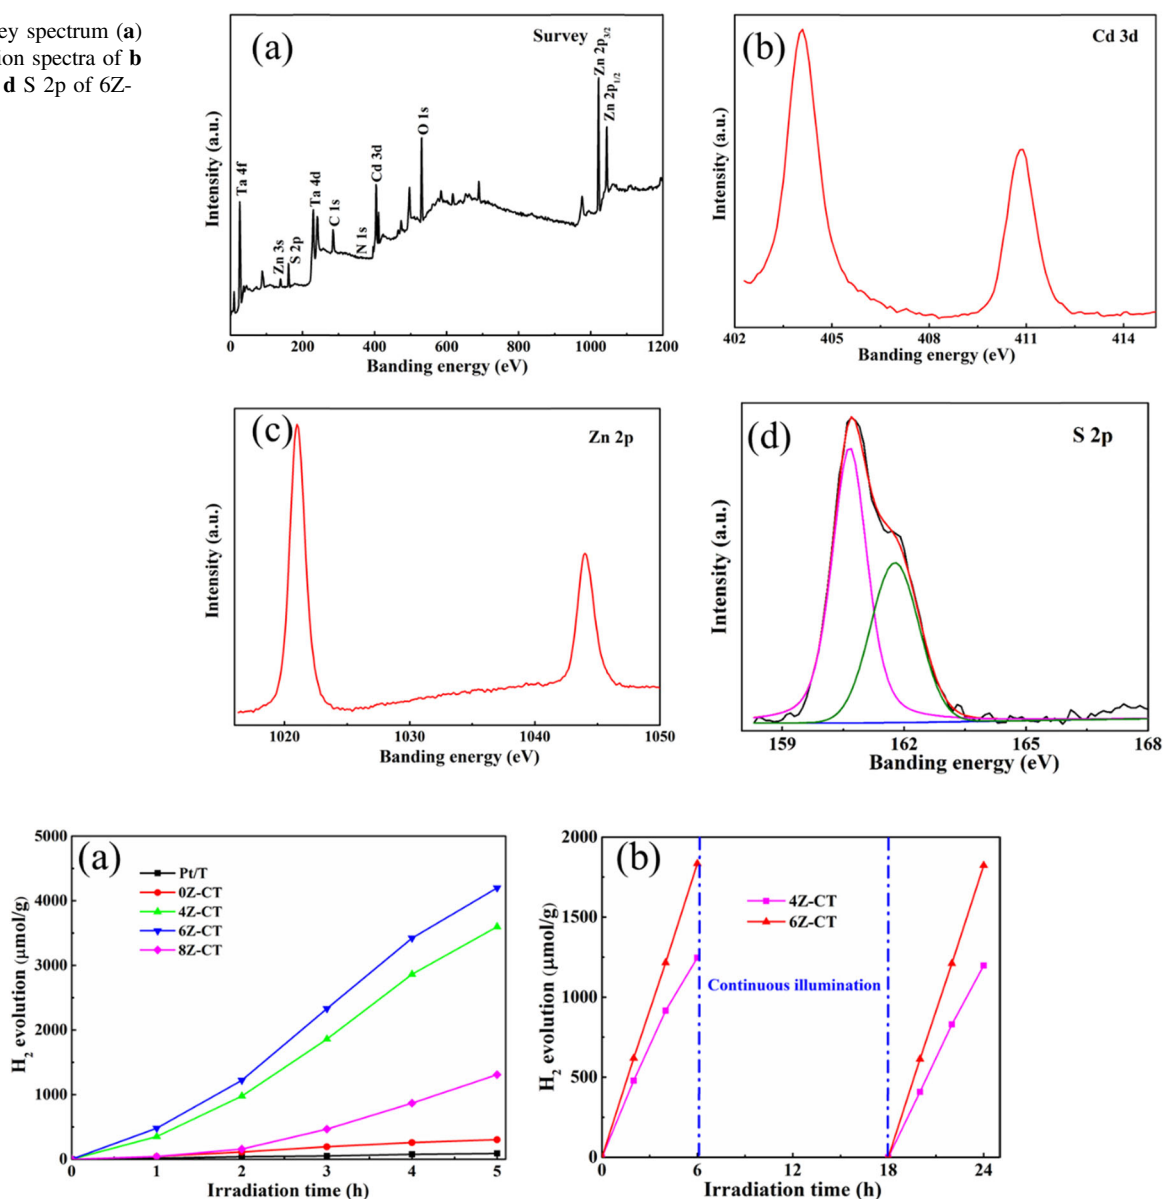 ey spectrum (a)
ion spectra of b
d S 2p of 6Z-
(a)
Survey
Intensity (a.u.)
Ta 4f
Zn 3s
S 2p
Ta 4d
C 1s
N 1s
Cd 3d
O 1s
Zn 2p3/2
Zn 2p1/2
0 200 400 600 800 1000 1200
Banding energy (eV)
(b)
Cd 3d
Intensity (a.u.)
402 405 408 411 414
Banding energy (eV)
(c)
Zn 2p
Intensity (a.u.)
1020 1030 1040 1050
Banding energy (eV)
(d)
S 2p
Intensity (a.u.)
159 162 165 168
Banding energy (eV)
(a)
H2 evolution (μmol/g)
5000
4000
3000
2000
1000
0
Pt/T
0Z-CT
4Z-CT
6Z-CT
8Z-CT
0 1 2 3 4 5
Irradiation time (h)
(b)
H2 evolution (μmol/g)
2000
1500
1000
500
0
4Z-CT
6Z-CT
Continuous illumination
0 6 12 18 24
Irradiation time (h)